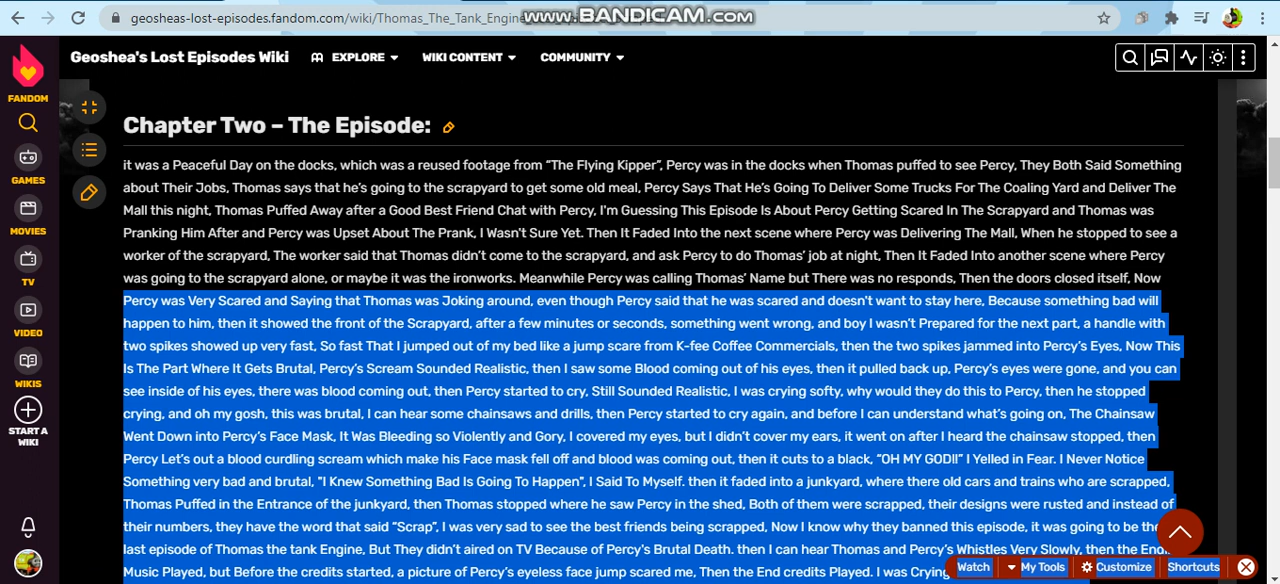 geosheas-lost-episodes.fandom.com/wiki/Thomas_The_Tank_Engine
www.BANDICAM.com
FANDOM
Geoshea's Lost Episodes Wiki
EXPLORE
WIKI CONTENT
COMMUNITY
GAMES
MOVIES
TV
VIDEO
WIKIS
START A
WIKI
Chapter Two – The Episode:
it was a Peaceful Day on the docks, which was a reused footage from “The Flying Kipper”, Percy was in the docks when Thomas puffed to see Percy, They Both Said Something
about Their Jobs, Thomas says that he’s going to the scrapyard to get some old meal, Percy Says That He’s Going To Deliver Some Trucks For The Coaling Yard and Deliver The
Mall this night, Thomas Puffed Away after a Good Best Friend Chat with Percy, I'm Guessing This Episode Is About Percy Getting Scared In The Scrapyard and Thomas was
Pranking Him After and Percy was Upset About The Prank, I Wasn't Sure Yet. Then It Faded Into the next scene where Percy was Delivering The Mall, When he stopped to see a
worker of the scrapyard, The worker said that Thomas didn’t come to the scrapyard, and ask Percy to do Thomas’ job at night, Then It Faded Into another scene where Percy
was going to the scrapyard alone, or maybe it was the ironworks. Meanwhile Percy was calling Thomas’ Name but There was no responds, Then the doors closed itself, Now
Percy was Very Scared and Saying that Thomas was Joking around, even though Percy said that he was scared and doesn't want to stay here, Because something bad will
happen to him, then it showed the front of the Scrapyard, after a few minutes or seconds, something went wrong, and boy I wasn’t Prepared for the next part, a handle with
two spikes showed up very fast, So fast That I jumped out of my bed like a jump scare from K-fee Coffee Commercials, then the two spikes jammed into Percy’s Eyes, Now This
Is The Part Where It Gets Brutal, Percy’s Scream Sounded Realistic, then I saw some Blood coming out of his eyes, then it pulled back up, Percy’s eyes were gone, and you can
see inside of his eyes, there was blood coming out, then Percy started to cry, Still Sounded Realistic, I was crying softy, why would they do this to Percy, then he stopped
crying, and oh my gosh, this was brutal, I can hear some chainsaws and drills, then Percy started to cry again, and before I can understand what’s going on, The Chainsaw
Went Down into Percy’s Face Mask, It Was Bleeding so Violently and Gory, I covered my eyes, but I didn’t cover my ears, it went on after I heard the chainsaw stopped, then
Percy Let’s out a blood curdling scream which make his Face mask fell off and blood was coming out, then it cuts to a black, “OH MY GOD!!” I Yelled in Fear. I Never Notice
Something very bad and brutal, "I Knew Something Bad Is Going To Happen", I Said To Myself. then it faded into a junkyard, where there old cars and trains who are scrapped,
Thomas Puffed in the Entrance of the junkyard, then Thomas stopped where he saw Percy in the shed, Both of them were scrapped, their designs were rusted and instead of
their numbers, they have the word that said “Scrap”, I was very sad to see the best friends being scrapped, Now I know why they banned this episode, it was going to be the
last episode of Thomas the tank Engine, But They didn’t aired on TV Because of Percy's Brutal Death. then I can hear Thomas and Percy’s Whistles Very Slowly, then the End
Music Played, but Before the credits started, a picture of Percy’s eyeless face jump scared me, Then the End credits Played. I was Crying
Watch
My Tools
Customize
Shortcuts